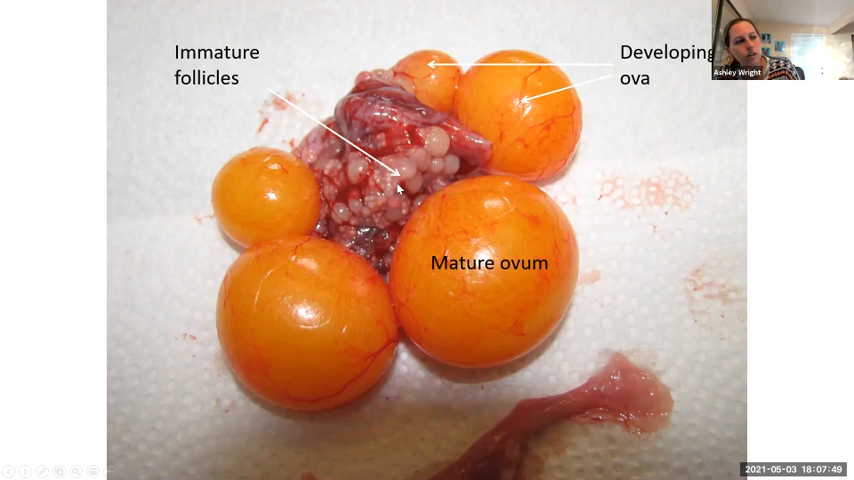 Immature
follicles
Developing
ova
Mature ovum
Ashley Wright
2021-05-03 18:07:49